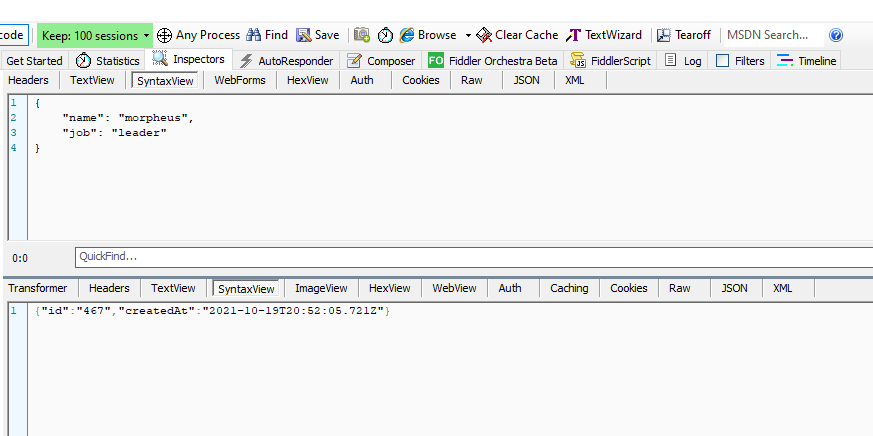 code Keep: 100 sessions Any Process Find Save Browse Clear Cache TextWizard Tearoff MSDN Search...
Get Started Statistics Inspectors AutoResponder Composer FO Fiddler Orchestra Beta FiddlerScript Log Filters Timeline
Headers TextView SyntaxView WebForms HexView Auth Cookies Raw JSON XML
1 {
2 "name": "morpheus",
3 "job": "leader"
4 }
0:0 QuickFind...
Transformer Headers TextView SyntaxView ImageView HexView WebView Auth Caching Cookies Raw JSON XML
1 {"id":"467","createdAt":"2021-10-19T20:52:05.721Z"}